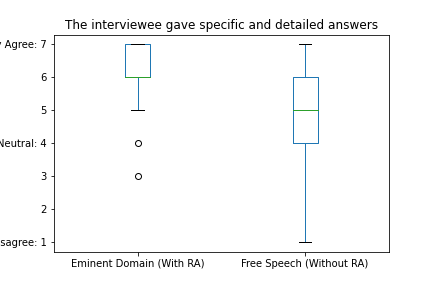 The interviewee gave specific and detailed answers
Agree: 7
6
5
Neutral: 4
3
2
1
Eminent Domain (With RA)
Free Speech (Without RA)